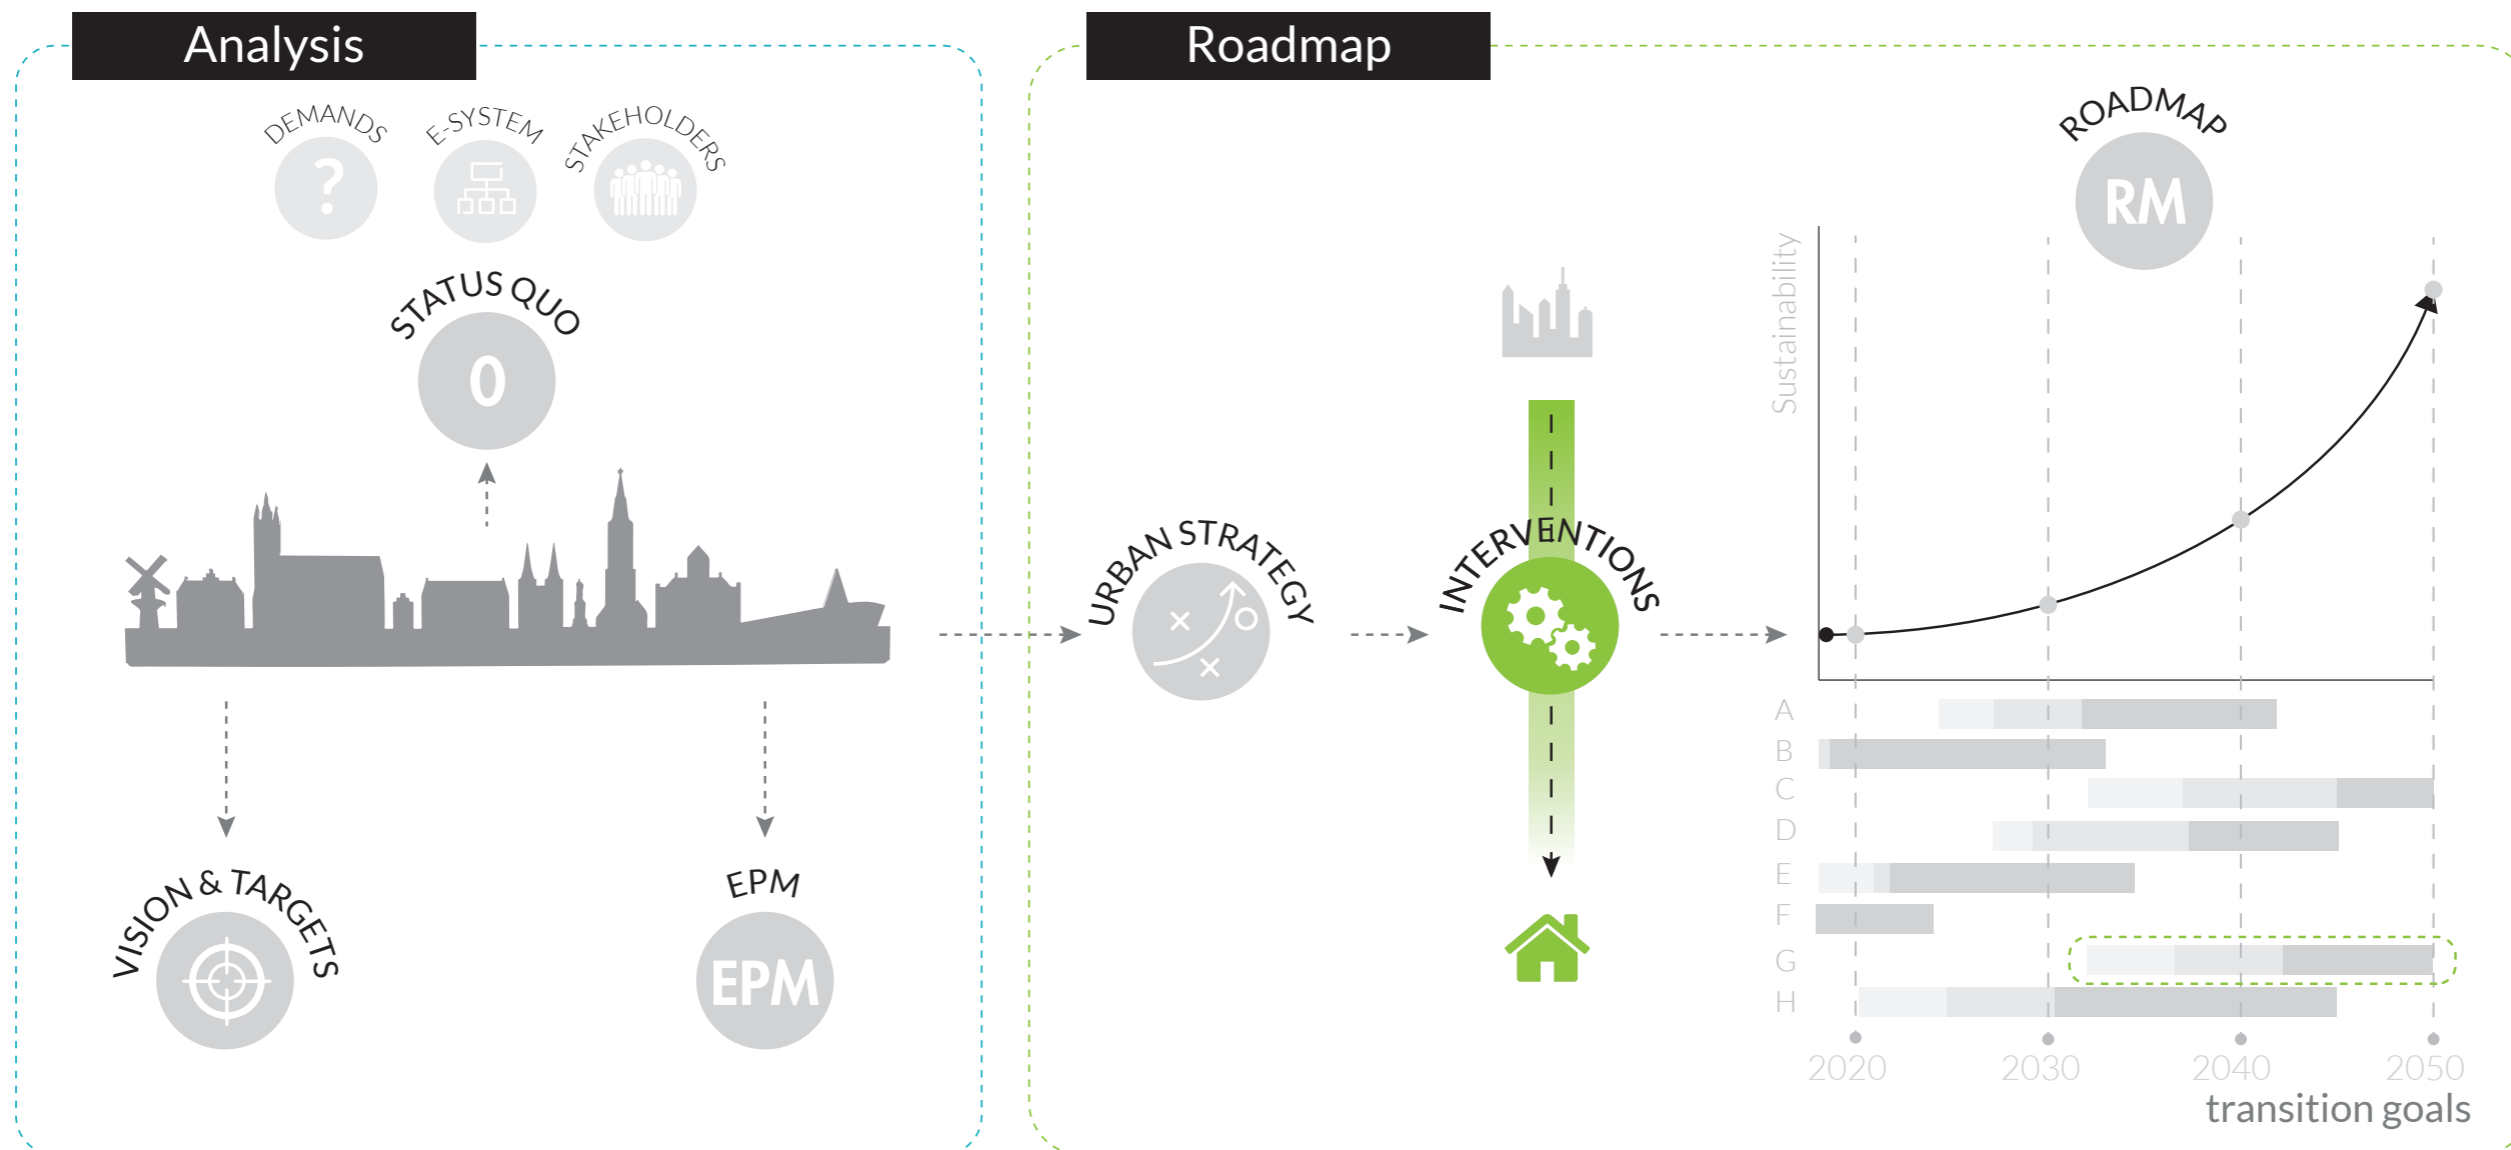 Analysis
DEMANDS
E-SYSTEM
STAKEHOLDERS
?
STATUS QUO
0
VISION & TARGETS
EPM
EPM
Roadmap
URBAN STRATEGY
INTERVENTIONS
ROADMAP
RM
Sustainability
A
B
C
D
E
F
G
H
2020
2030
2040
2050
transition goals